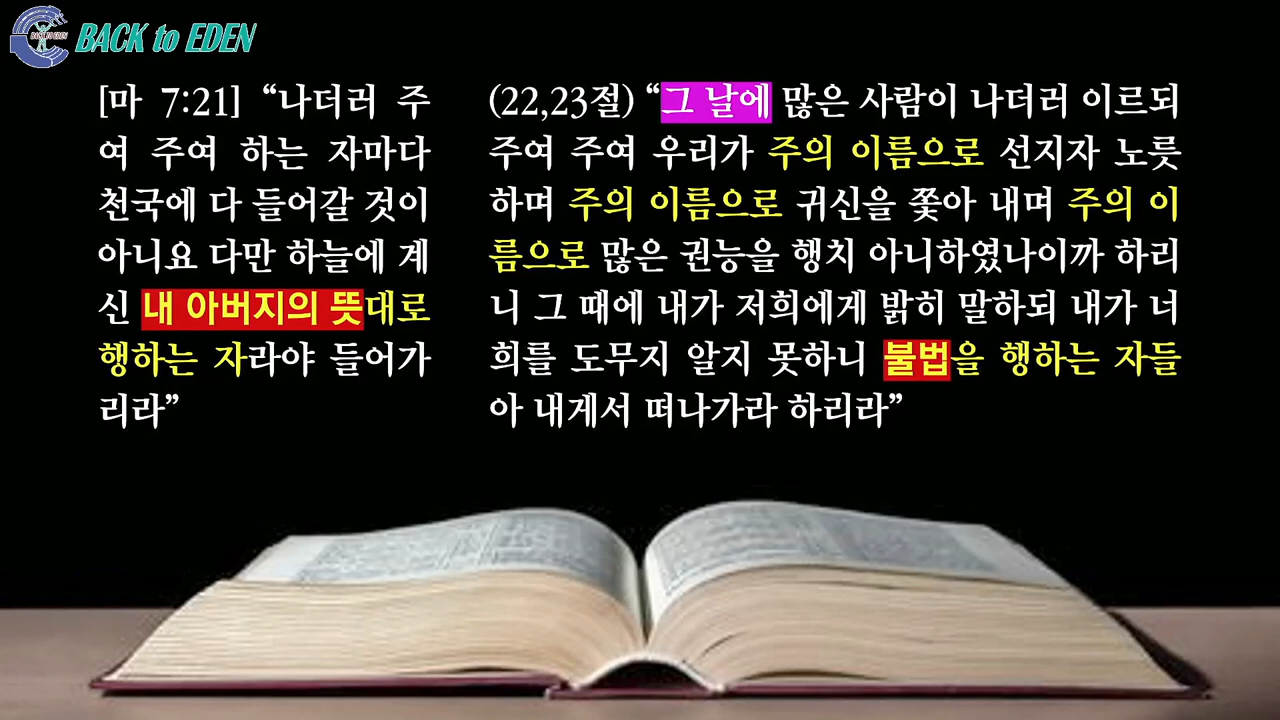 BACK to EDEN
[마 7:21] “나더러 주
여 주여 하는 자마다
천국에 다 들어갈 것이
아니요 다만 하늘에 계
신 내 아버지의 뜻대로
행하는 자라야 들어가
리라”
(22,23절) “그 날에 많은 사람이 나더러 이르되
주여 주여 우리가 주의 이름으로 선지자 노릇
하며 주의 이름으로 귀신을 쫓아 내며 주의 이
름으로 많은 권능을 행치 아니하였나이까 하리
니 그 때에 내가 저희에게 밝히 말하되 내가 너
희를 도무지 알지 못하니 불법을 행하는 자들
아 내게서 떠나가라 하리라”